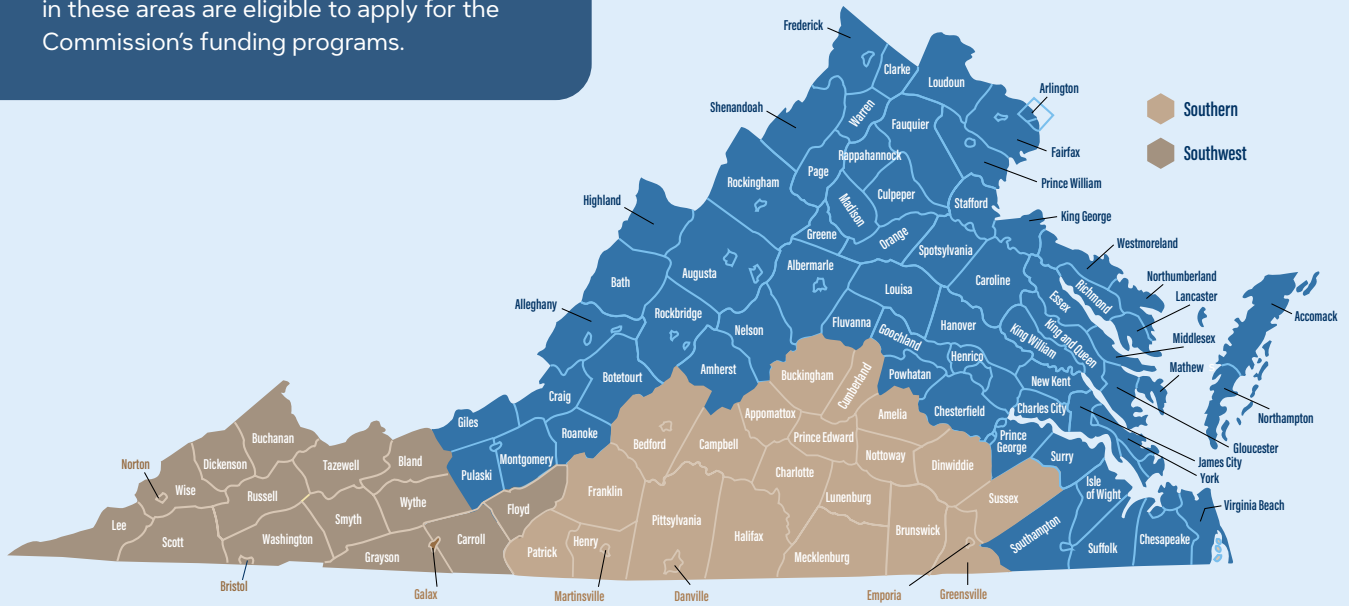 in these areas are eligible to apply for the
Commission's funding programs.
Frederick
Clarke
Loudoun
Arlington
Shenandoah
Warren
Fauquier
Southern
Fairfax
Southwest
Rappahannock
Page
Rockingham
Prince William
Culpeper
Madison
Stafford
Highland
King George
Greene
Orange
Westmoreland
Spotsylvania
Albermarle
Augusta
Northumberland
Bath
Caroline
Louisa
Richmond
Lancaster
Essex
Alleghany
Rockbridge
Accomack
Nelson
Fluvanna
Goochland
Hanover
King William
King and Queen
Middlesex
Henrico
Amherst
Mathew
Botetourt
Buckingham
Cumberland
Powhatan
New Kent
Craig
Charles City
Chesterfield
Northampton
Appomattox
Amelia
Giles
Roanoke
Bedford
Campbell
Prince Edward
Prince
George
Buchanan
Gloucester
Surry
Nottoway
Norton
Dickenson
Tazewell
Bland
Montgomery
James City
Dinwiddie
Pulaski
Charlotte
York
Isle
of Wight
Wise
Russell
Wythe
Franklin
Lunenburg
Sussex
Virginia Beach
Floyd
Smyth
Pittsylvania
Lee
Brunswick
Southampton
Scott
Washington
Carroll
Henry
Halifax
Chesapeake
Suffolk
Patrick
Grayson
Mecklenburg
Bristol
Galax
Martinsville
Danville
Emporia
Greensville